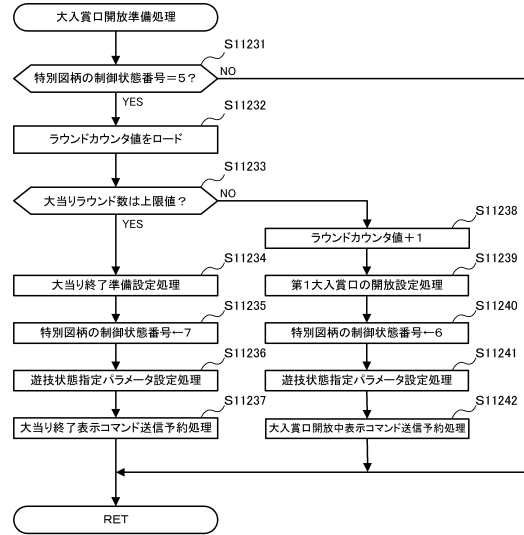 大入賞口開放準備処理
S11231
特別図柄の制御状態番号＝5？
NO
YES
S11232
ラウンドカウンタ値をロード
S11233
大当りラウンド数は上限値？
NO
YES
S11238
ラウンドカウンタ値＋1
S11234
大当り終了準備設定処理
S11239
第1大入賞口の開放設定処理
S11235
特別図柄の制御状態番号←7
S11240
特別図柄の制御状態番号←6
S11236
遊技状態指定パラメータ設定処理
S11241
遊技状態指定パラメータ設定処理
S11237
大当り終了表示コマンド送信予約処理
S11242
大入賞口開放中表示コマンド送信予約処理
RET